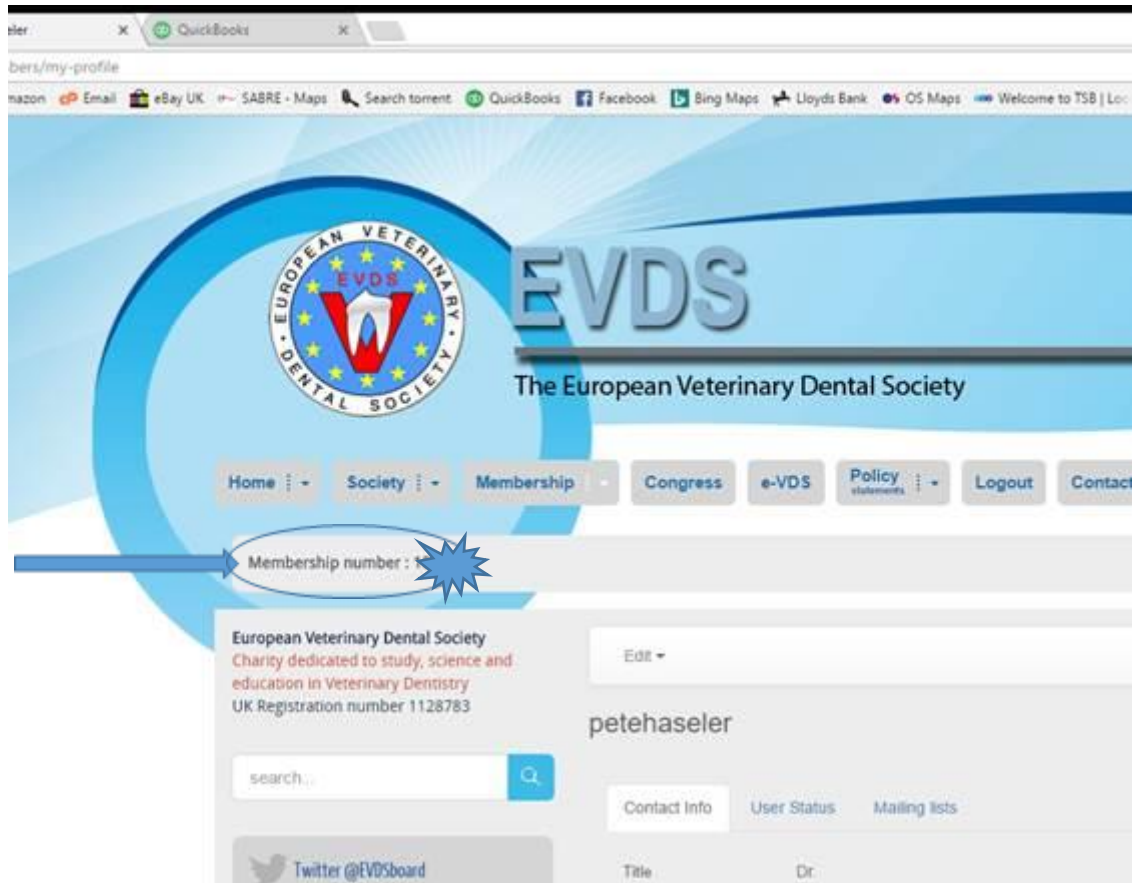 eler
QuickBooks
bers/my-profile
mazon Email eBay UK SABRE - Maps Search torrent QuickBooks Facebook Bing Maps Lloyds Bank OS Maps Welcome to TSB | Loc
EUROPEAN VETERINARY
EVDS
DENTAL SOCIETY
EVDS
The European Veterinary Dental Society
Home Society Membership Congress e-VDS Policy statements Logout Contact
Membership number : 1
European Veterinary Dental Society
Charity dedicated to study, science and
education in Veterinary Dentistry
UK Registration number 1128783
Edit
petehaseler
search...
Contact Info User Status Mailing lists
Twitter @EVDSboard
Title Dr.